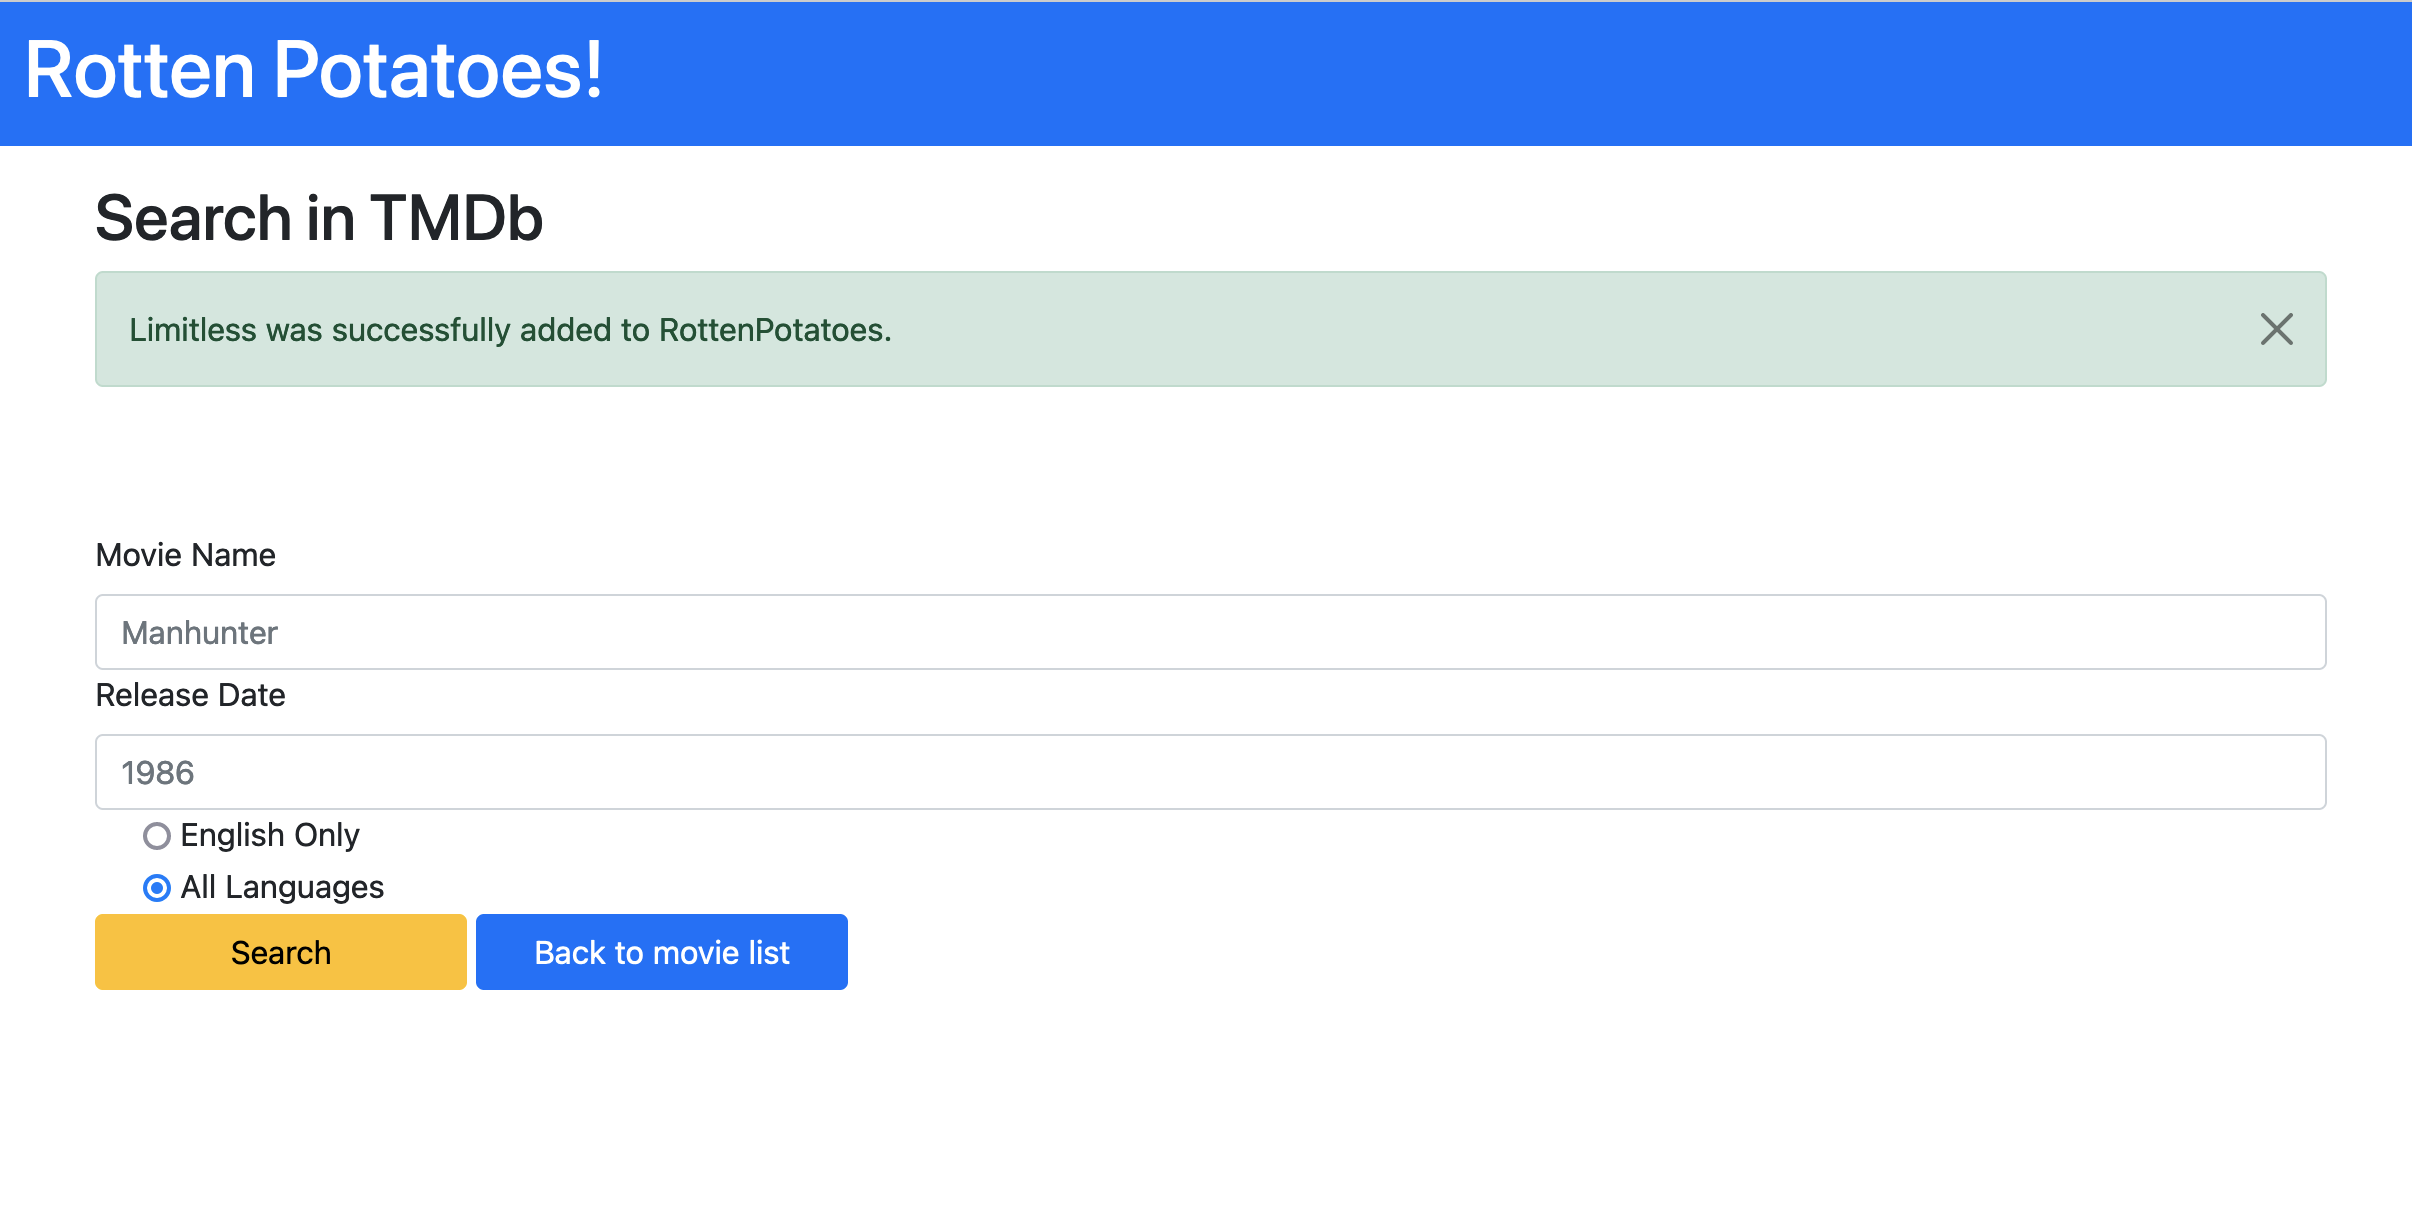 Rotten Potatoes!
Search in TMDb
Limitless was successfully added to RottenPotatoes.
Movie Name
Manhunter
Release Date
1986
English Only
All Languages
Search
Back to movie list